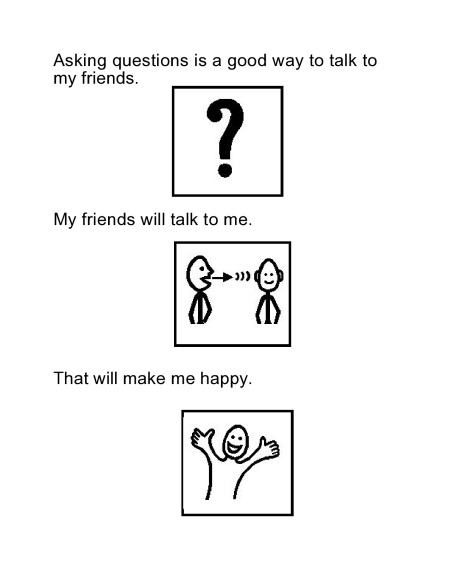 Asking questions is a good way to talk to
my friends.
?
My friends will talk to me.
That will make me happy.